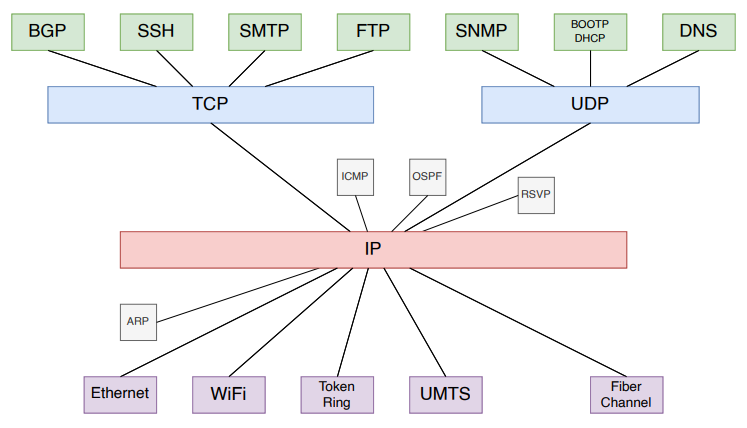 BGP
SSH
SMTP
FTP
SNMP
BOOTP
DHCP
DNS
TCP
UDP
ICMP
OSPF
RSVP
IP
ARP
Ethernet
WiFi
Token
Ring
UMTS
Fiber
Channel